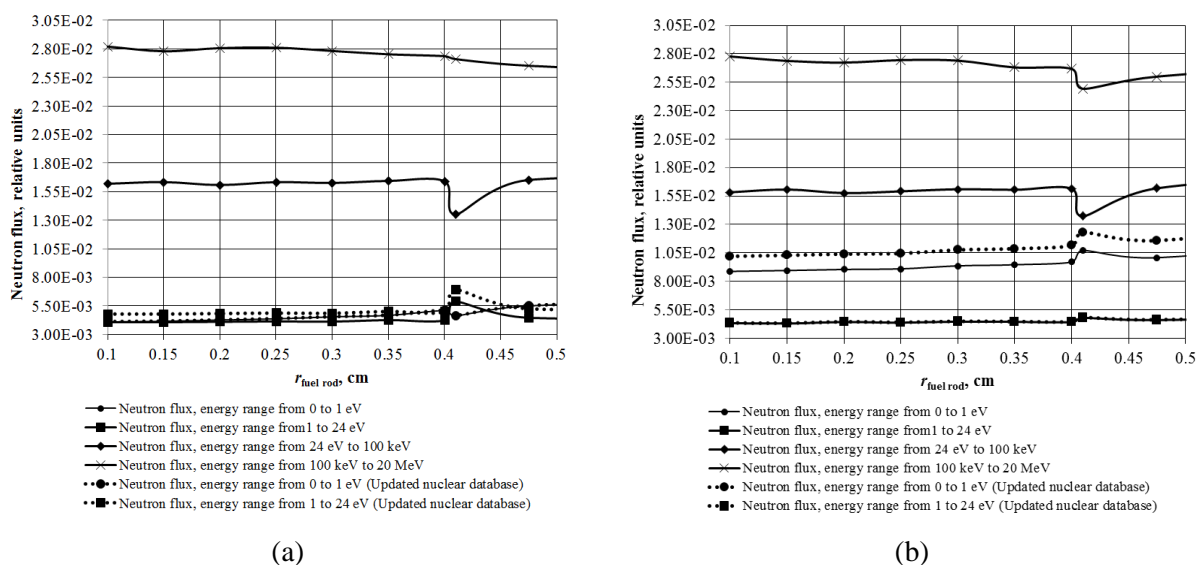 Neutron flux, relative units
3.05E-02
2.80E-02
2.55E-02
2.30E-02
2.05E-02
1.80E-02
1.55E-02
1.30E-02
1.05E-02
8.00E-03
5.50E-03
3.00E-03
0.1 0.15 0.2 0.25 0.3 0.35 0.4 0.45 0.5
r fuel rod, cm
Neutron flux, energy range from 0 to 1 eV
Neutron flux, energy range from1 to 24 eV
Neutron flux, energy range from 24 eV to 100 keV
Neutron flux, energy range from 100 keV to 20 MeV
Neutron flux, energy range from 0 to 1 eV (Updated nuclear database)
Neutron flux, energy range from 1 to 24 eV (Updated nuclear database)
(a)
Neutron flux, relative units
3.05E-02
2.80E-02
2.55E-02
2.30E-02
2.05E-02
1.80E-02
1.55E-02
1.30E-02
1.05E-02
8.00E-03
5.50E-03
3.00E-03
0.1 0.15 0.2 0.25 0.3 0.35 0.4 0.45 0.5
r fuel rod, cm
Neutron flux, energy range from 0 to 1 eV
Neutron flux, energy range from1 to 24 eV
Neutron flux, energy range from 24 eV to 100 keV
Neutron flux, energy range from 100 keV to 20 MeV
Neutron flux, energy range from 0 to 1 eV (Updated nuclear database)
Neutron flux, energy range from 1 to 24 eV (Updated nuclear database)
(b)